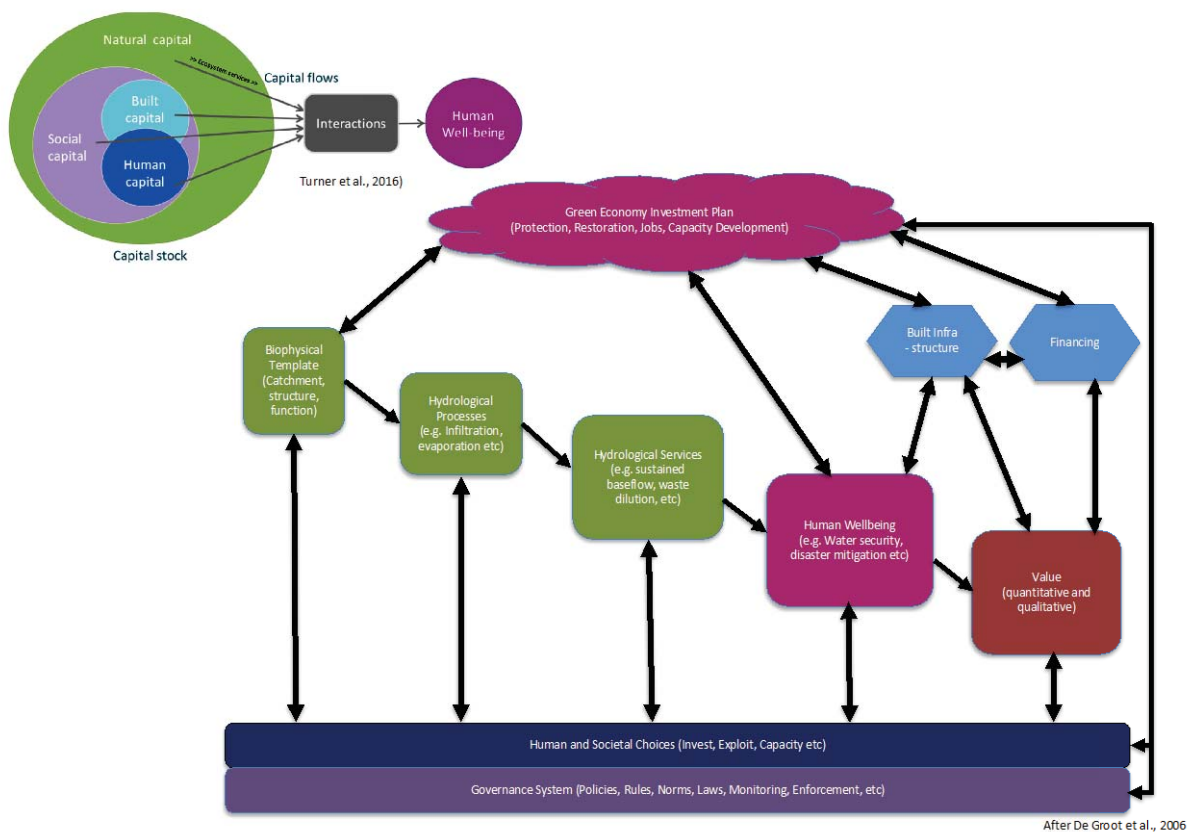 Natural capital
>> Ecosystem services >>
Capital flows
Built
capital
Social
capital
Human
capital
Interactions
Human
Well-being
Turner et al., 2016)
Capital stock
Green Economy Investment Plan
(Protection, Restoration, Jobs, Capacity Development)
Biophysical
Template
(Catchment,
structure,
function)
Hydrological
Processes
(e.g. Infiltration,
evaporation etc)
Hydrological Services
(e.g. sustained
baseflow, waste
dilution, etc)
Built Infra
- structure
Financing
Human Wellbeing
(e.g. Water security,
disaster mitigation etc)
Value
(quantitative and
qualitative)
Human and Societal Choices (Invest, Exploit, Capacity etc)
Governance System (Policies, Rules, Norms, Laws, Monitoring, Enforcement, etc)
After De Groot et al., 2006